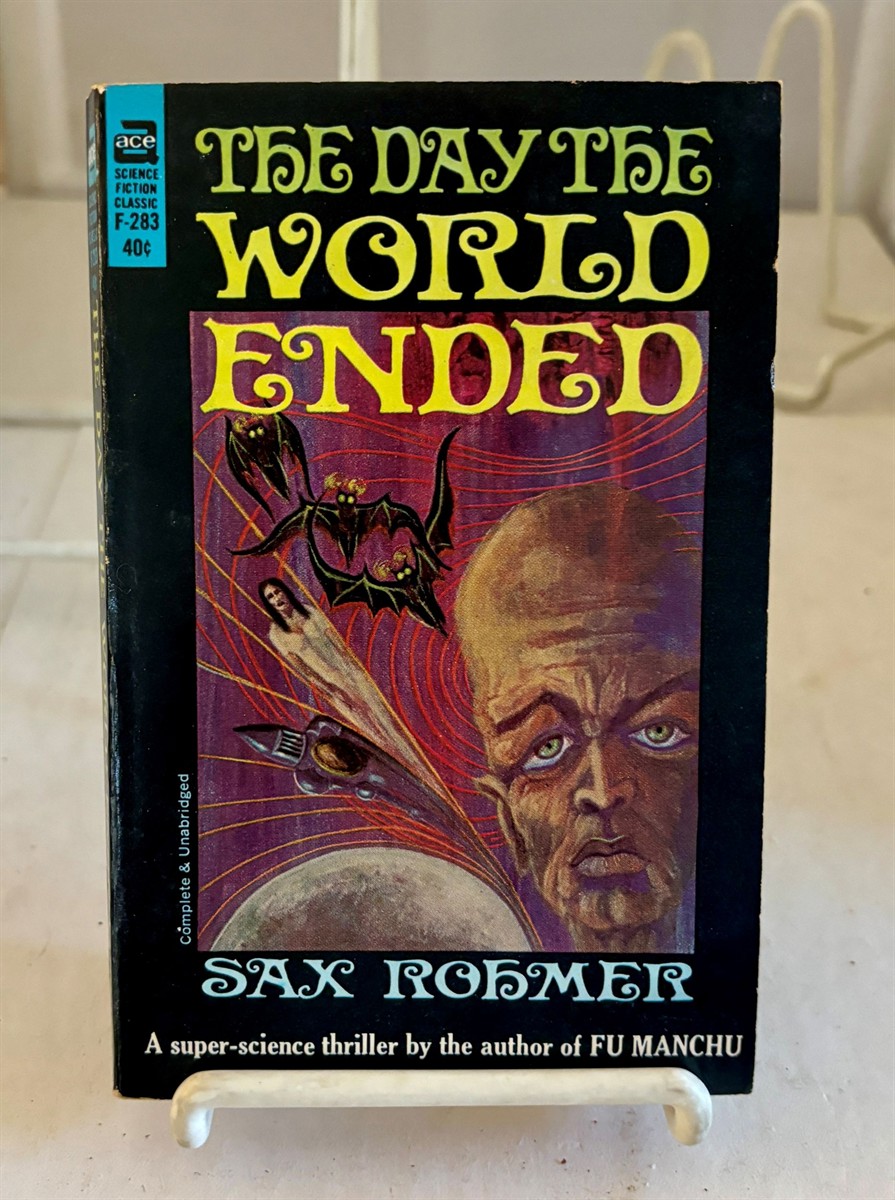 ace
SCIENCE
FICTION
CLASSIC
F-283
40¢
THE DAY THE
WORLD
ENDED
Complete & Unabridged
SAX ROHMER
A super-science thriller by the author of FU MANCHU